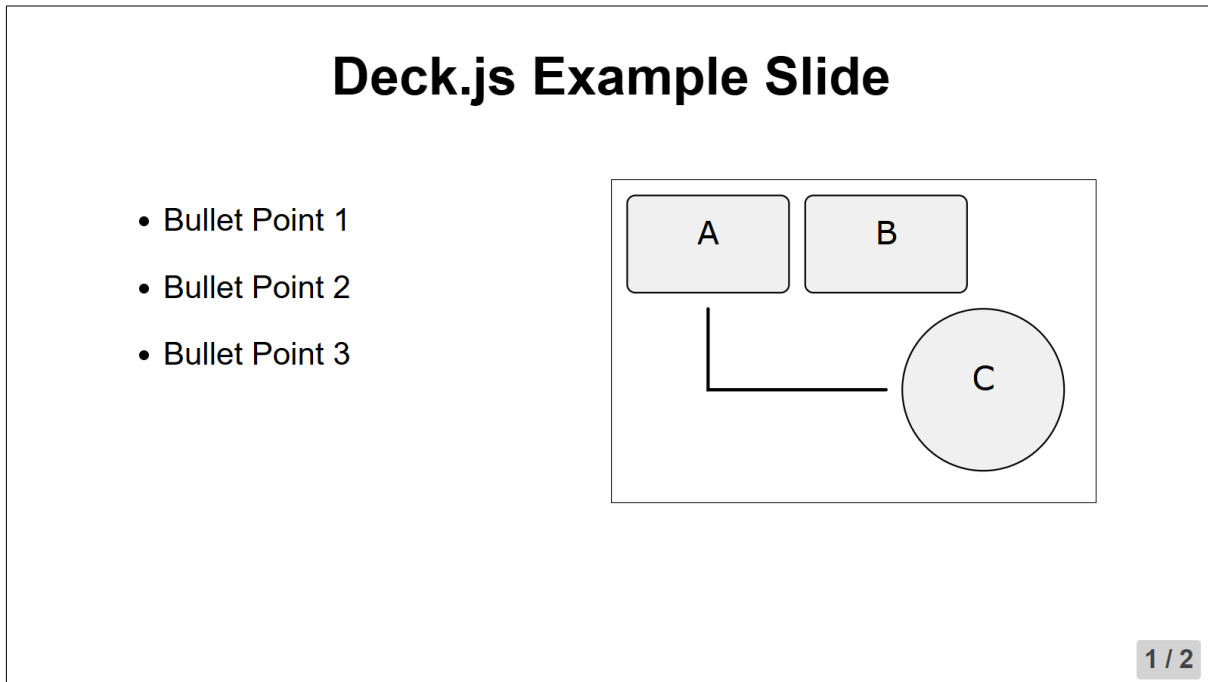 Deck.js Example Slide
Bullet Point 1
Bullet Point 2
Bullet Point 3
A B
C
1 / 2